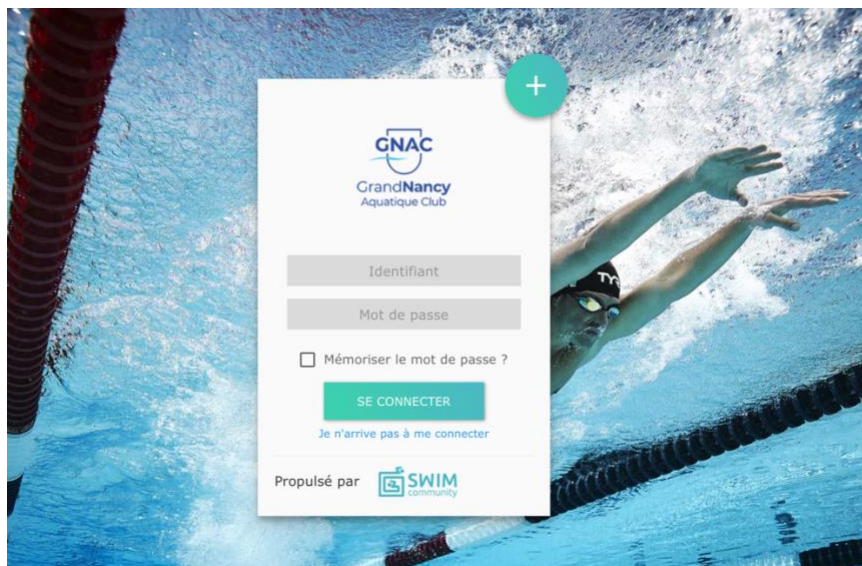 +
GNAC
GrandNancy
Aquatique Club
Identifiant
Mot de passe
Mémoriser le mot de passe ?
SE CONNECTER
Je n'arrive pas à me connecter
Propulsé par
SWIM
community